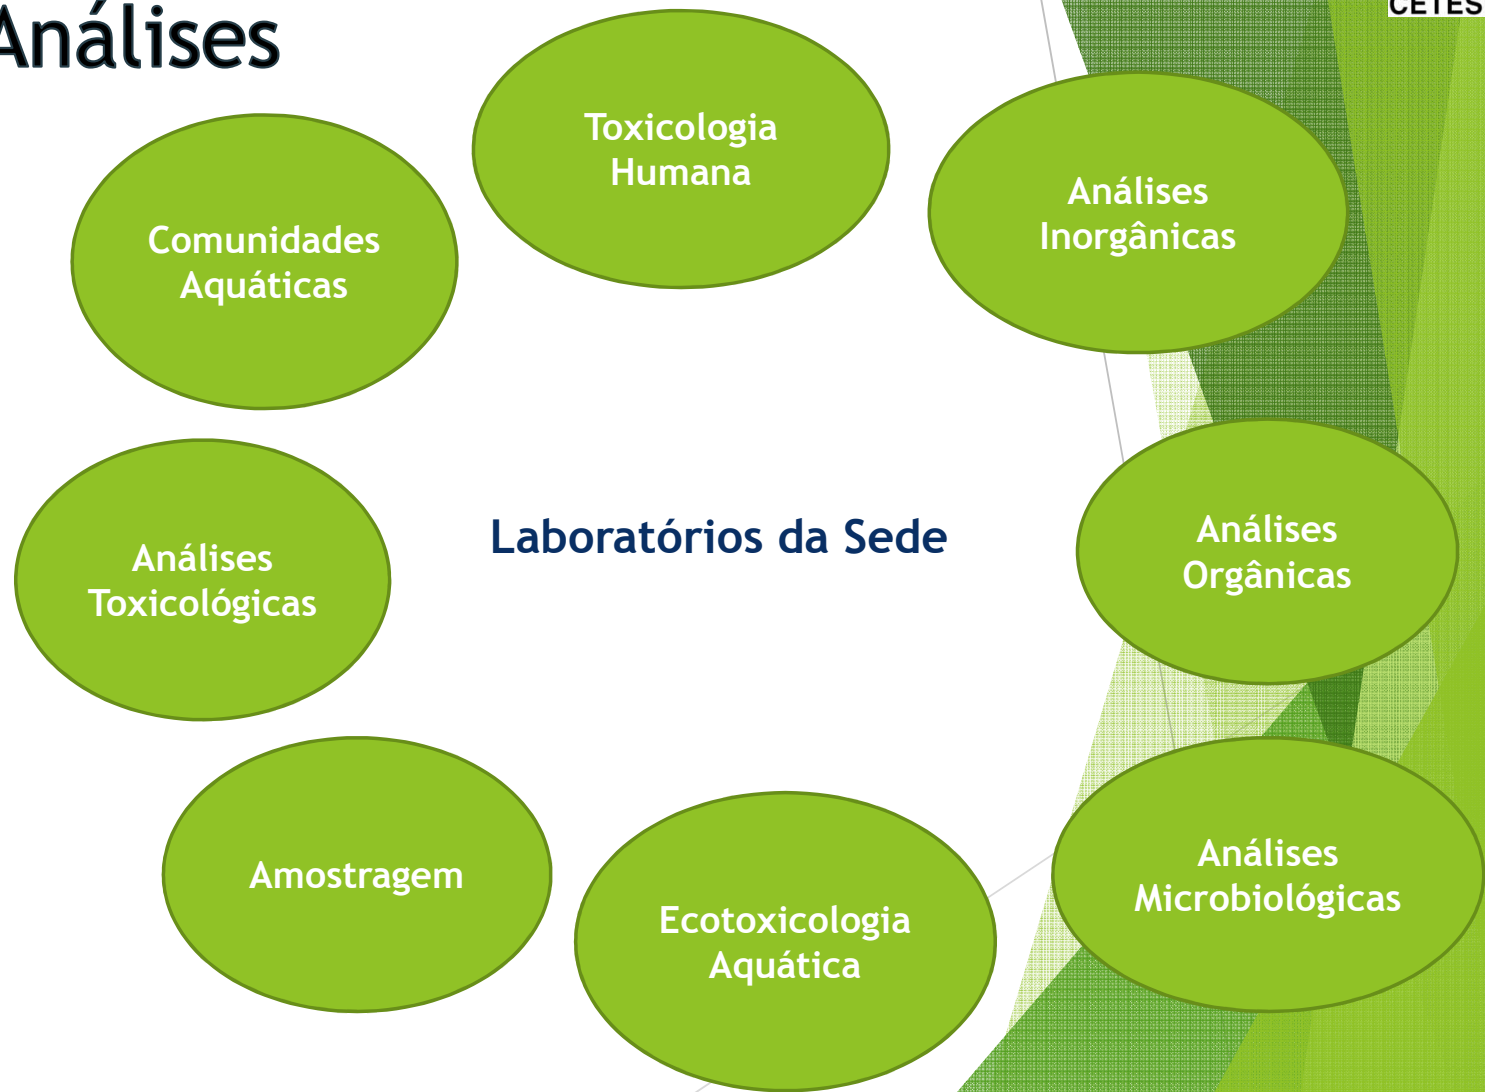 Análises
CETES
Toxicologia
Humana
Análises
Inorgânicas
Comunidades
Aquáticas
Laboratórios da Sede
Análises
Orgânicas
Análises
Toxicológicas
Análises
Microbiológicas
Amostragem
Ecotoxicologia
Aquática